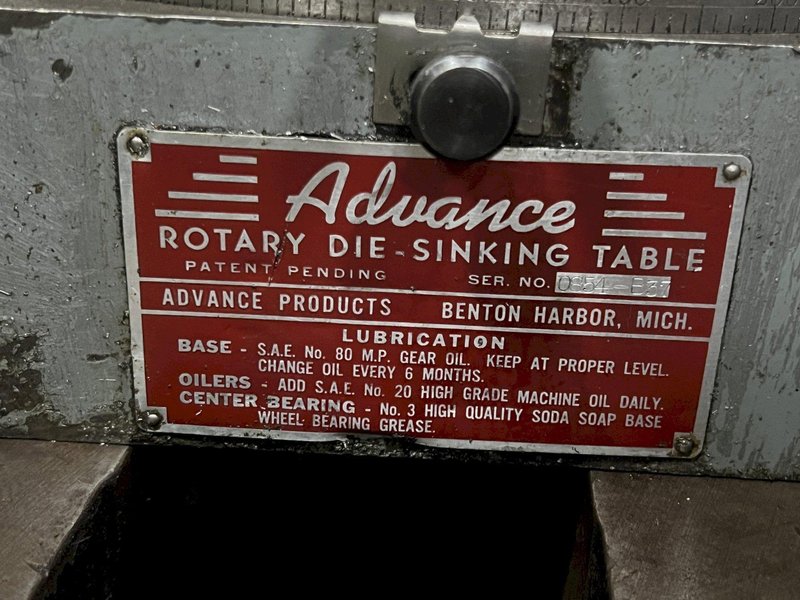 Advance
ROTARY DIE-SINKING TABLE
PATENT PENDING SER. NO.
ADVANCE PRODUCTS BENTON HARBOR, MICH.
LUBRICATION
BASE - S.A.E. No. 80 M.P. GEAR OIL. KEEP AT PROPER LEVEL.
CHANGE OIL EVERY 6 MONTHS.
OILERS - ADD S.A.E. No. 20 HIGH GRADE MACHINE OIL DAILY.
CENTER BEARING - No. 3 HIGH QUALITY SODA SOAP BASE
WHEEL BEARING GREASE.